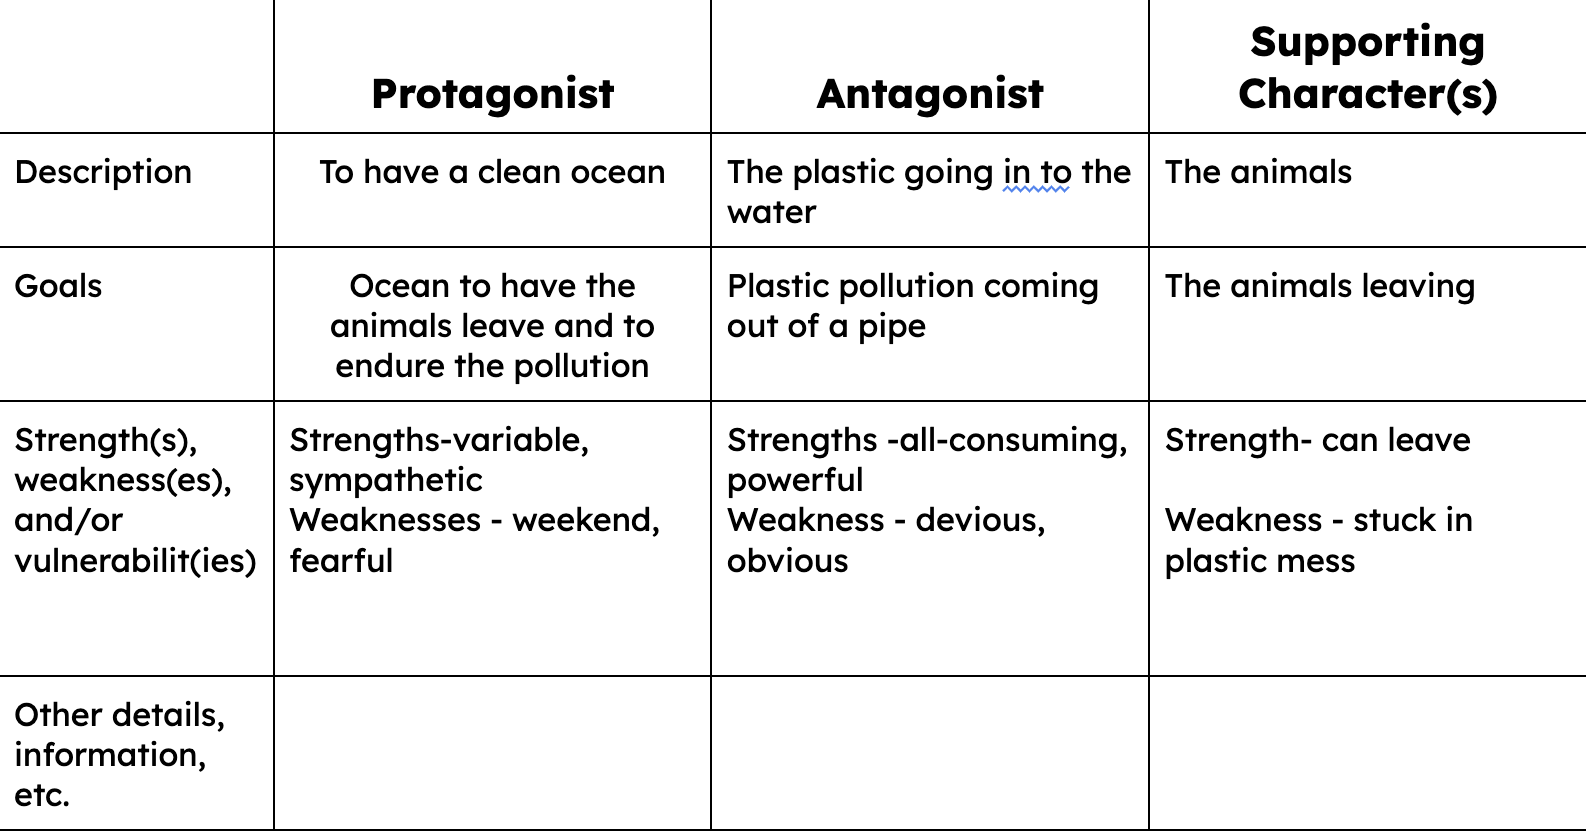 Protagonist
Antagonist
Supporting
Character(s)
Description
To have a clean ocean
The plastic going in to the
water
The animals
Goals
Ocean to have the
animals leave and to
endure the pollution
Plastic pollution coming
out of a pipe
The animals leaving
Strength(s),
weakness(es),
and/or
vulnerabilit(ies)
Strengths-variable,
sympathetic
Weaknesses - weekend,
fearful
Strengths -all-consuming,
powerful
Weakness - devious,
obvious
Strength- can leave
Weakness - stuck in
plastic mess
Other details,
information,
etc.